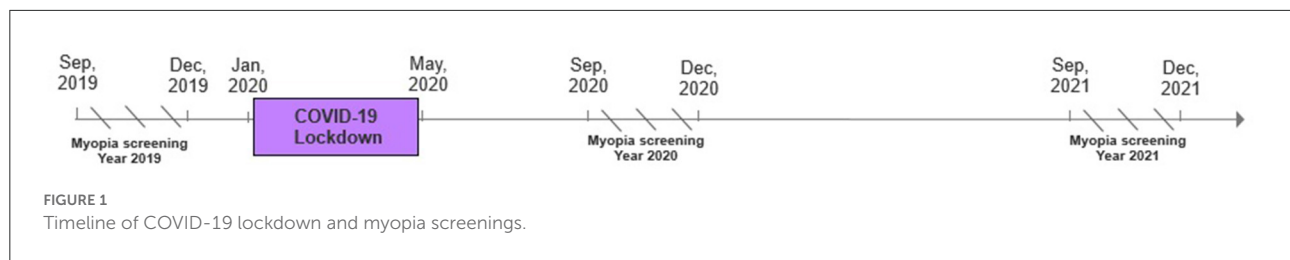 Sep, 2019
Dec, 2019
Jan, 2020
May, 2020
Sep, 2020
Dec, 2020
Sep, 2021
Dec, 2021
COVID-19
Lockdown
Myopia screening
Year 2019
Myopia screening
Year 2020
Myopia screening
Year 2021
FIGURE 1
Timeline of COVID-19 lockdown and myopia screenings.